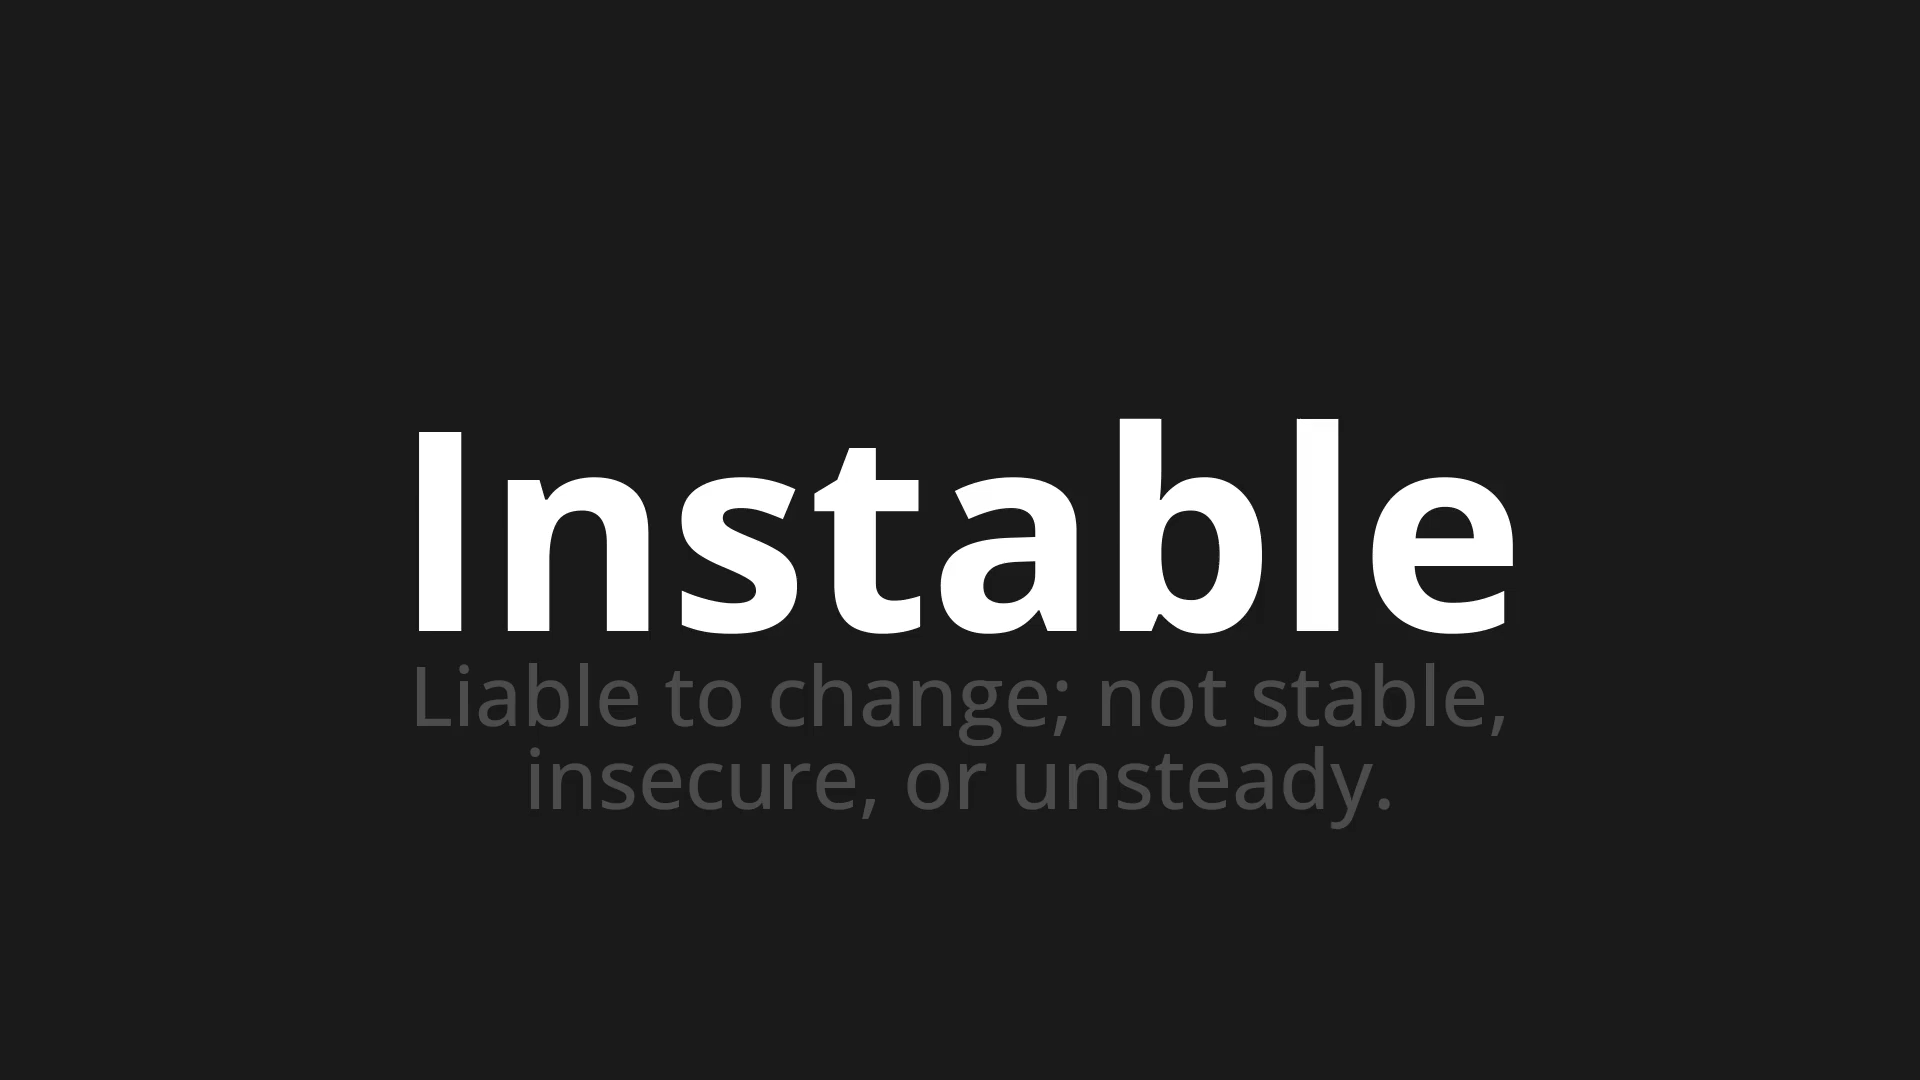 Instable
Liable to change; not stable,
insecure, or unsteady.